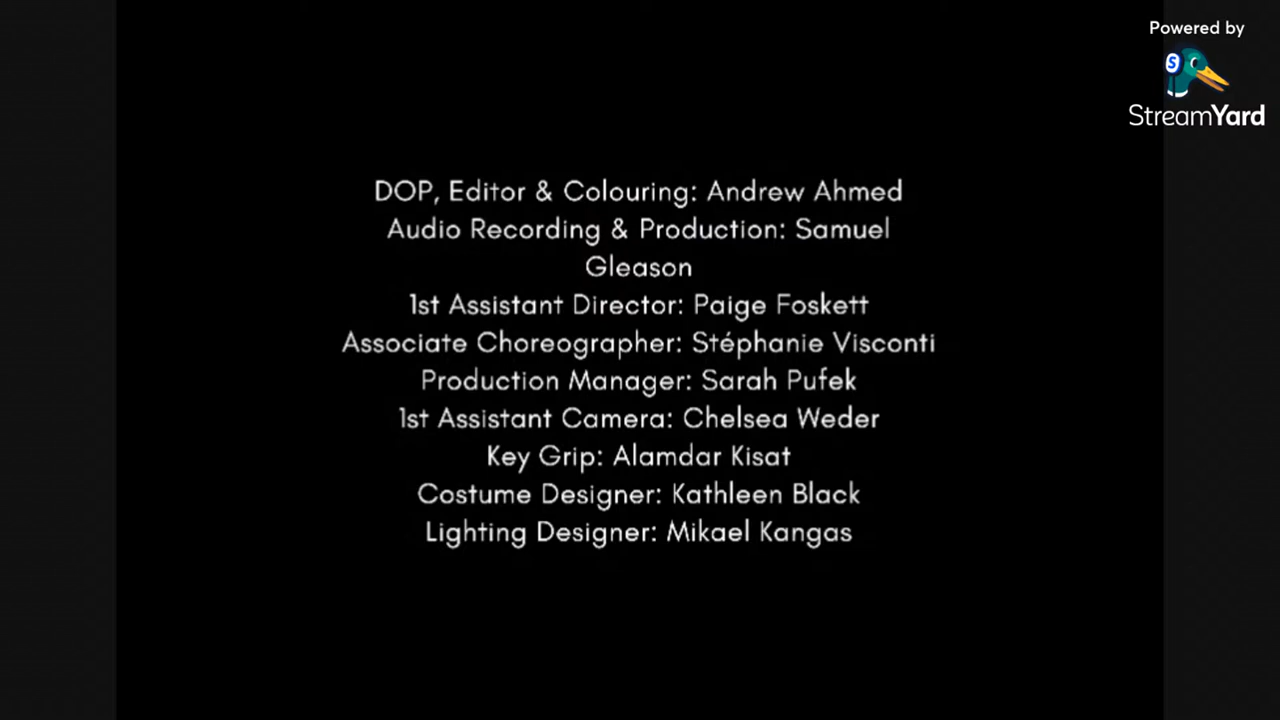 Powered by
S
StreamYard
DOP, Editor & Colouring: Andrew Ahmed
Audio Recording & Production: Samuel
Gleason
1st Assistant Director: Paige Foskett
Associate Choreographer: Stéphanie Visconti
Production Manager: Sarah Pufek
1st Assistant Camera: Chelsea Weder
Key Grip: Alamdar Kisat
Costume Designer: Kathleen Black
Lighting Designer: Mikael Kangas